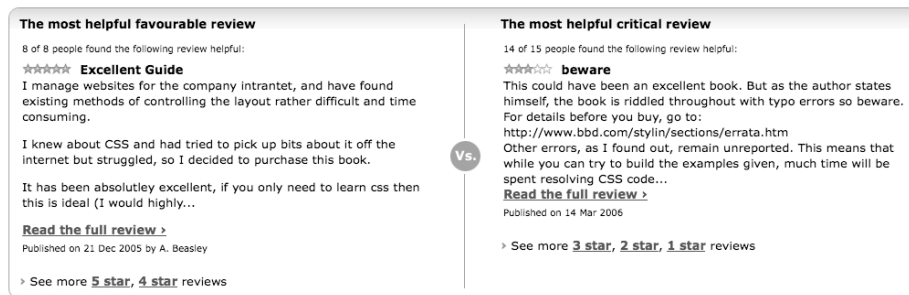 The most helpful favourable review
8 of 8 people found the following review helpful:
Excellent Guide
I manage websites for the company intrantet, and have found
existing methods of controlling the layout rather difficult and time
consuming.
I knew about CSS and had tried to pick up bits about it off the
internet but struggled, so I decided to purchase this book.
It has been absolutley excellent, if you only need to learn css then
this is ideal (I would highly...
Read the full review ›
Published on 21 Dec 2005 by A. Beasley
› See more 5 star, 4 star reviews
Vs.
The most helpful critical review
14 of 15 people found the following review helpful:
beware
This could have been an excellent book. But as the author states
himself, the book is riddled throughout with typo errors so beware.
For details before you buy, go to:
http://www.bbd.com/stylin/sections/errata.htm
Other errors, as I found out, remain unreported. This means that
while you can try to build the examples given, much time will be
spent resolving CSS code...
Read the full review ›
Published on 14 Mar 2006
› See more 3 star, 2 star, 1 star reviews